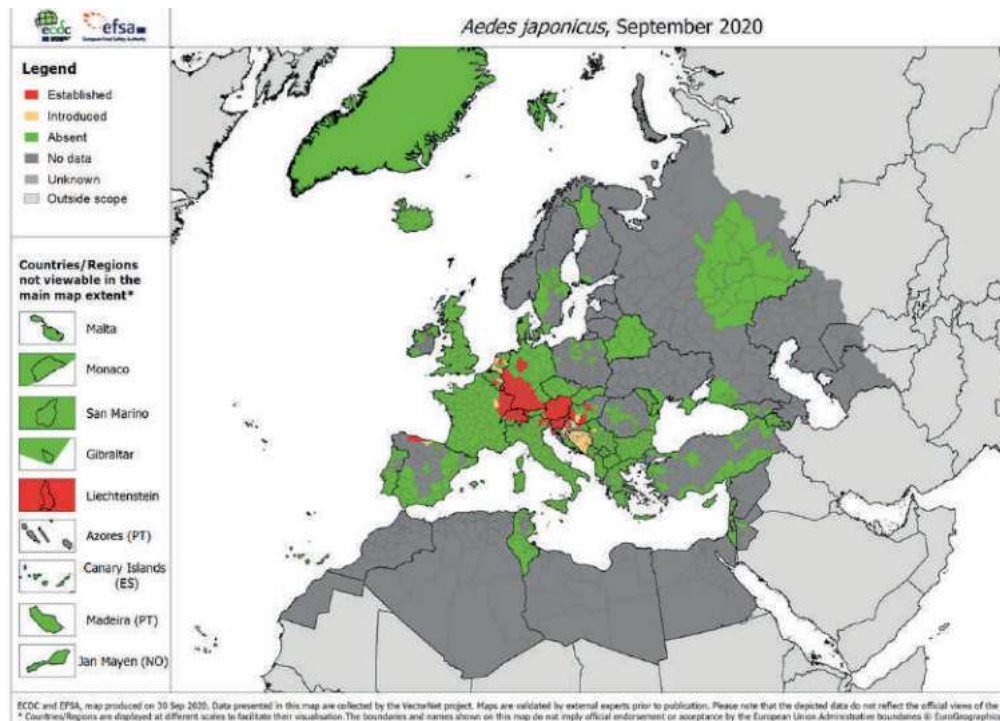 ecdc
efsa
European Food Safety Authority
Aedes japonicus, September 2020
Legend
Established
Introduced
Absent
No data
Unknown
Outside scope
Countries/Regions
not viewable in the
main map extent*
Malta
Monaco
San Marino
Gibraltar
Liechtenstein
Azores (PT)
Canary Islands
(ES)
Madeira (PT)
Jan Mayen (NO)
ECDC and EFSA, map produced on 30 Sep 2020. Data presented in this map are collected by the VectorNet project. Maps are validated by external experts prior to publication. Please note that the depicted data do not reflect the official views of the
* Countries/Regions are displayed at different scales to facilitate their visualisation. The boundaries and names shown on this map do not imply official endorsement or acceptance by the European Union. Administrative boundaries © EuroGeographi